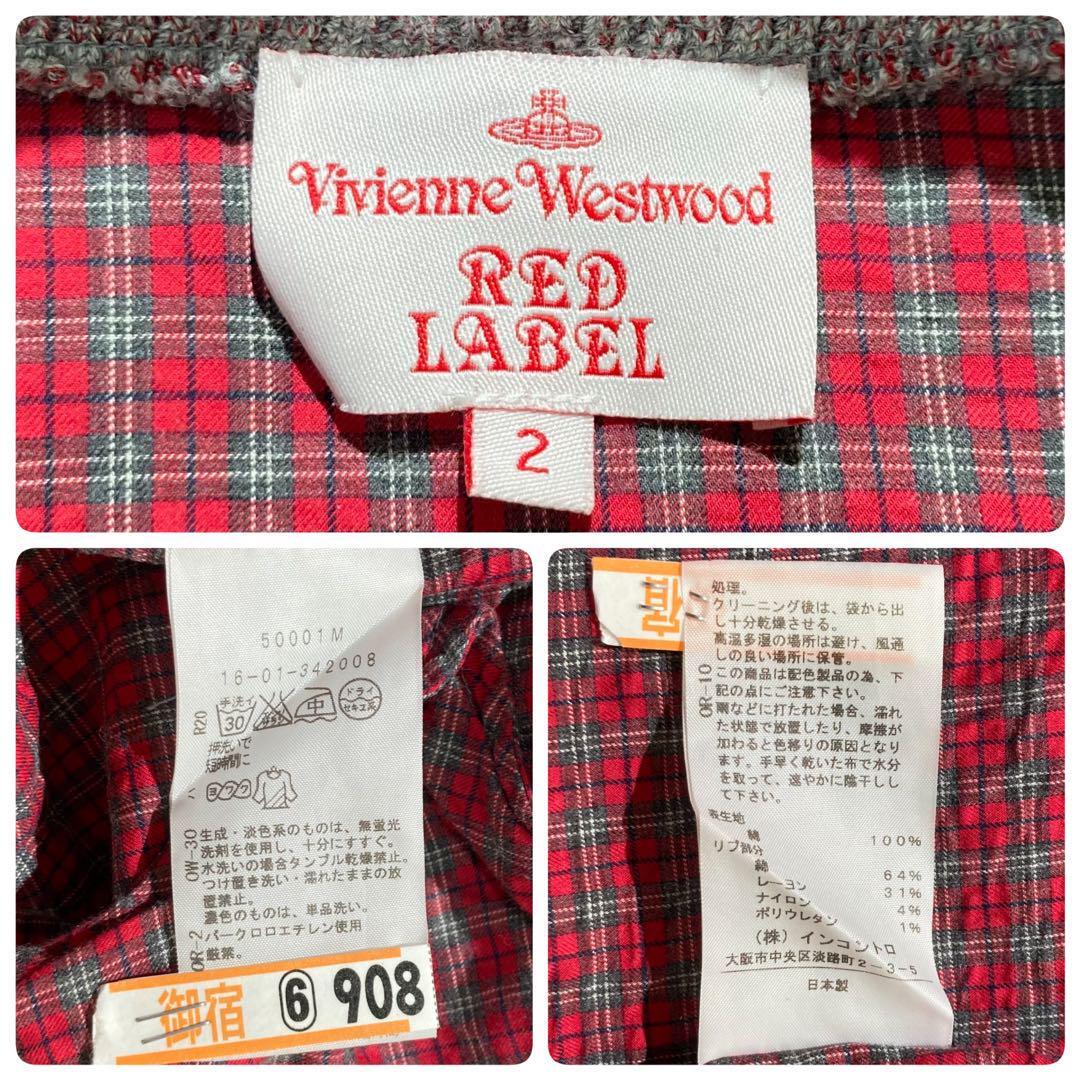 Vivienne Westwood
RED
LABEL
2
50001M
16-01-342008
R20
手洗イ
30
中
ドライ
セキユ系
押洗いで
短時間に
ヨワク
OW-30
生成・淡色系のものは、無蛍光
洗剤を使用し、十分にすすぐ。
水洗いの場合タンブル乾燥禁止。
つけ置き洗い・濡れたままの放
置禁止。
濃色のものは、単品洗い。
OR-2
パークロロエチレン使用
厳禁。
御宿
⑥ 908
宿
処理。
クリーニング後は、袋から出
し十分乾燥させる。
高温多湿の場所は避け、風通
しの良い場所に保管。
OR-10
この商品は配色製品の為、下
記の点にご注意下さい。
雨などに打たれた場合、濡れ
た状態で放置したり、摩擦が
加わると色移りの原因となり
ます。手早く乾いた布で水分
を取って、速やかに陰干しし
て下さい。
表生地
綿 100%
リブ部分
綿 64%
レーヨン 31%
ナイロン 4%
ポリウレタン 1%
(株) インコントロ
大阪市中央区淡路町2-3-5
日本製